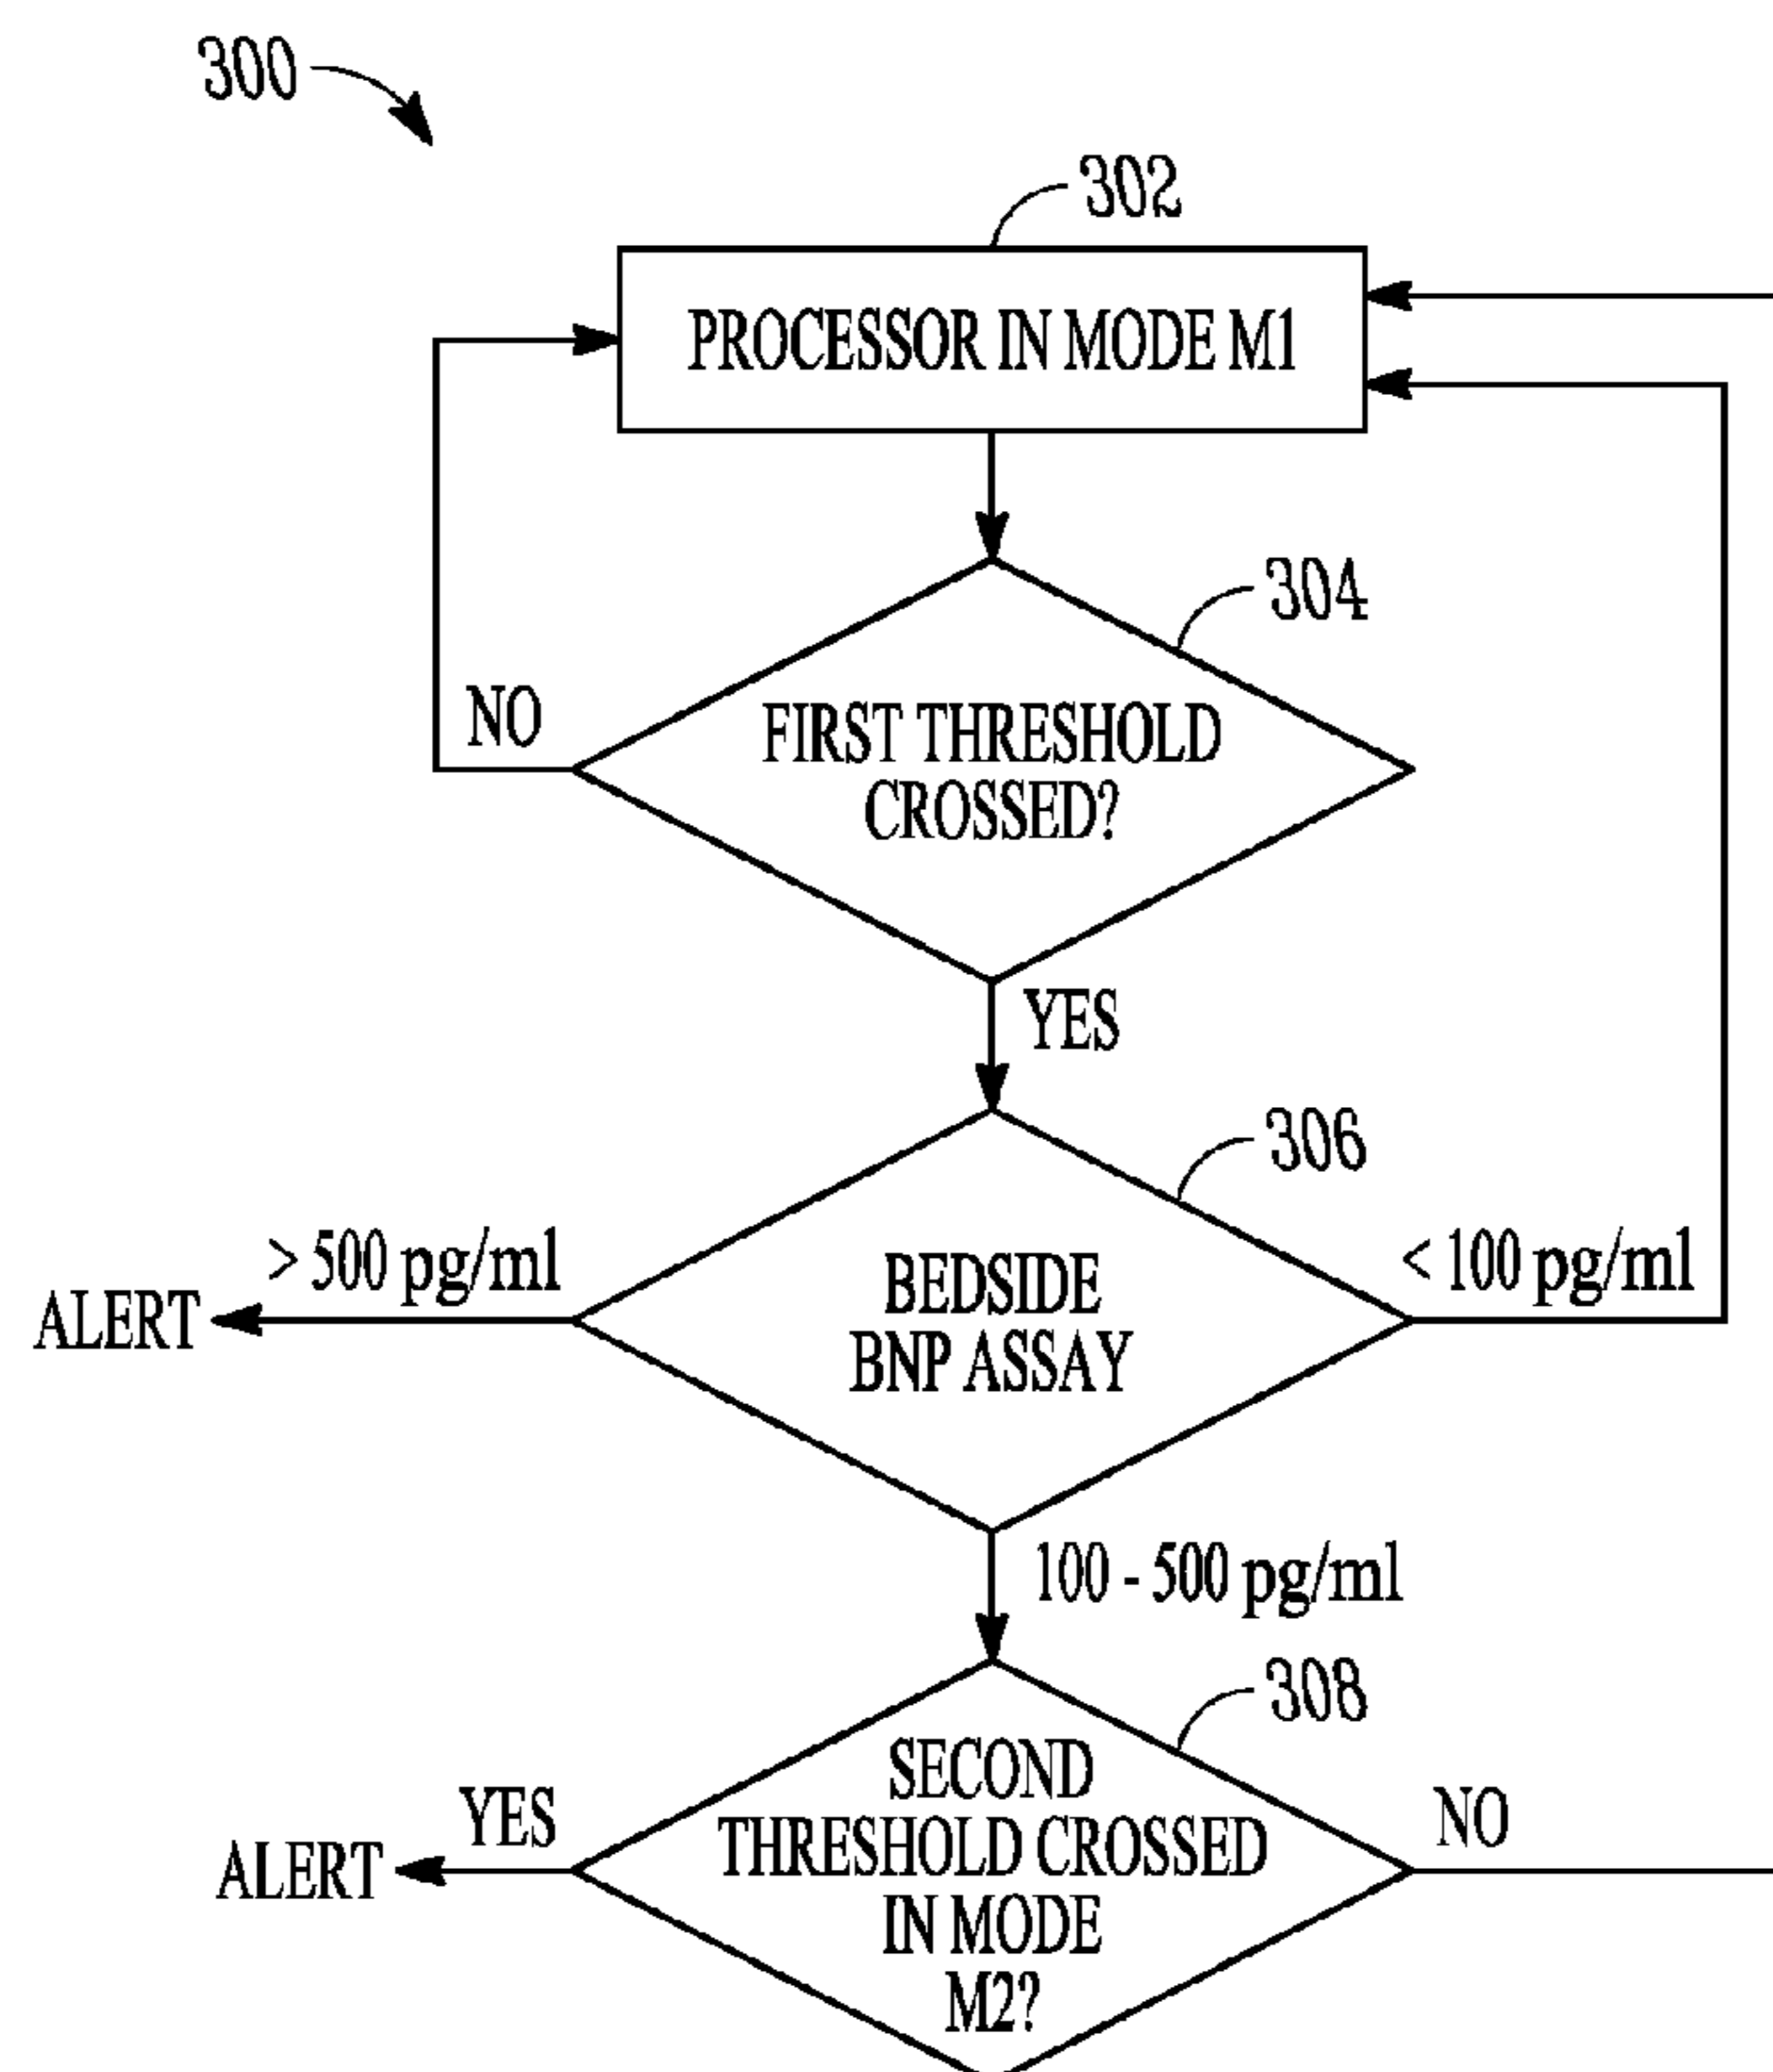 300
302
PROCESSOR IN MODE M1
304
NO
FIRST THRESHOLD
CROSSED?
YES
306
> 500 pg/ml
< 100 pg/ml
ALERT
BEDSIDE
BNP ASSAY
100 - 500 pg/ml
308
YES
NO
ALERT
SECOND
THRESHOLD CROSSED
IN MODE
M2?